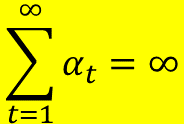 ∑_{t=1}^{∞} α_t = ∞